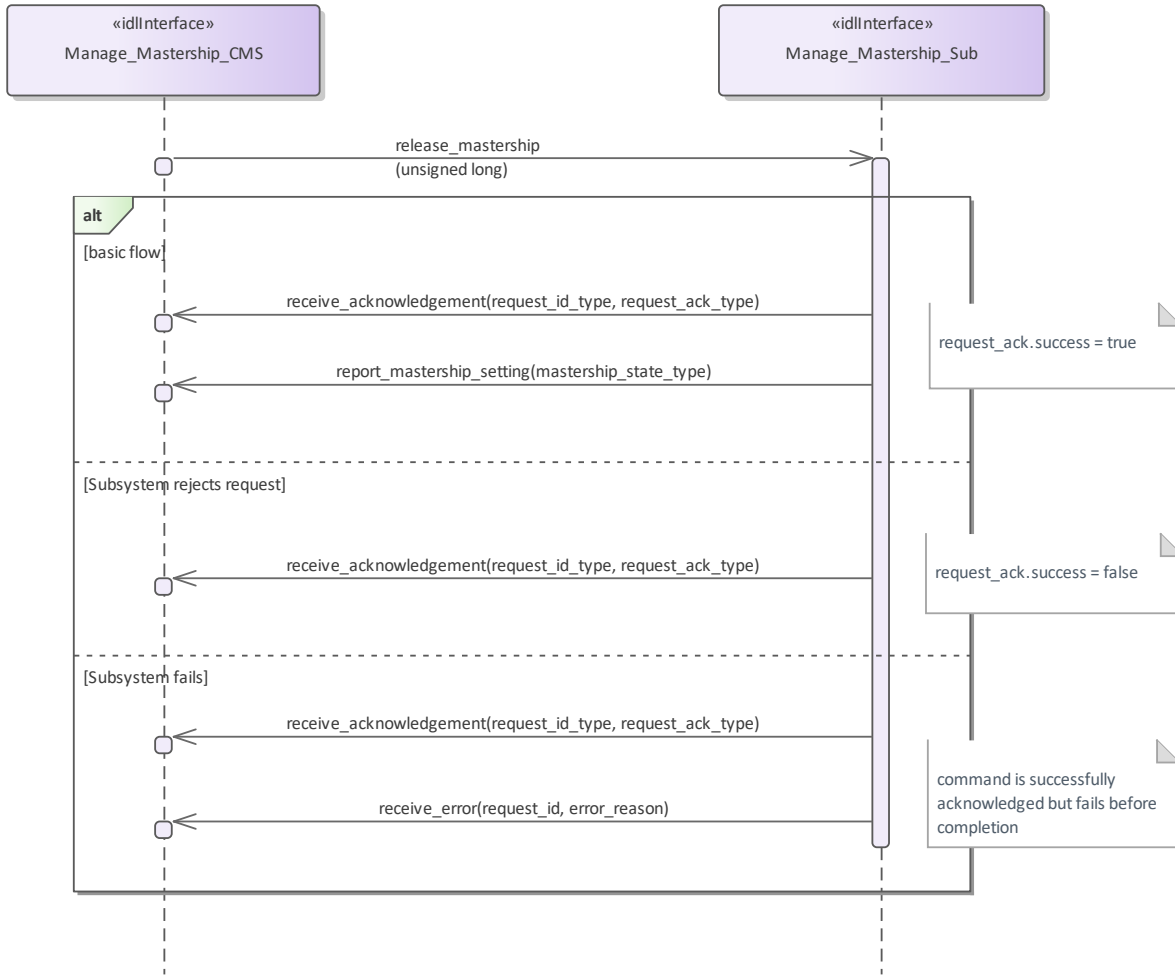 «idlInterface»
Manage_Mastership_CMS
«idlInterface»
Manage_Mastership_Sub
release_mastership
(unsigned long)
alt
[basic flow]
receive_acknowledgement(request_id_type, request_ack_type)
request_ack.success = true
report_mastership_setting(mastership_state_type)
[Subsystem rejects request]
receive_acknowledgement(request_id_type, request_ack_type)
request_ack.success = false
[Subsystem fails]
receive_acknowledgement(request_id_type, request_ack_type)
command is successfully
acknowledged but fails before
completion
receive_error(request_id, error_reason)